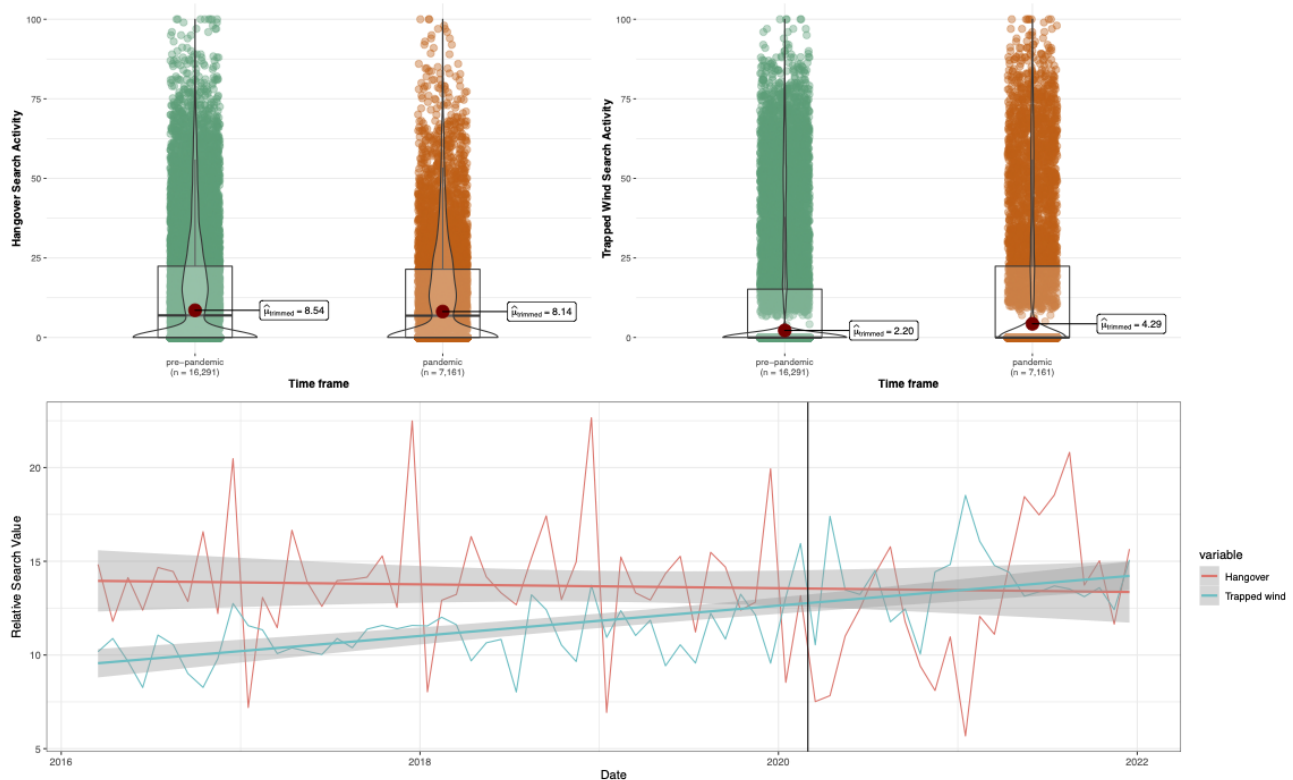 Hangover Search Activity
100
75
50
25
0
μ̂trimmed = 8.54
μ̂trimmed = 8.14
pre−pandemic
(n = 16,291)
pandemic
(n = 7,161)
Time frame
Trapped Wind Search Activity
100
75
50
25
0
μ̂trimmed = 2.20
μ̂trimmed = 4.29
pre−pandemic
(n = 16,291)
pandemic
(n = 7,161)
Time frame
Relative Search Value
20
15
10
5
2016
2018
2020
2022
Date
variable
Hangover
Trapped wind